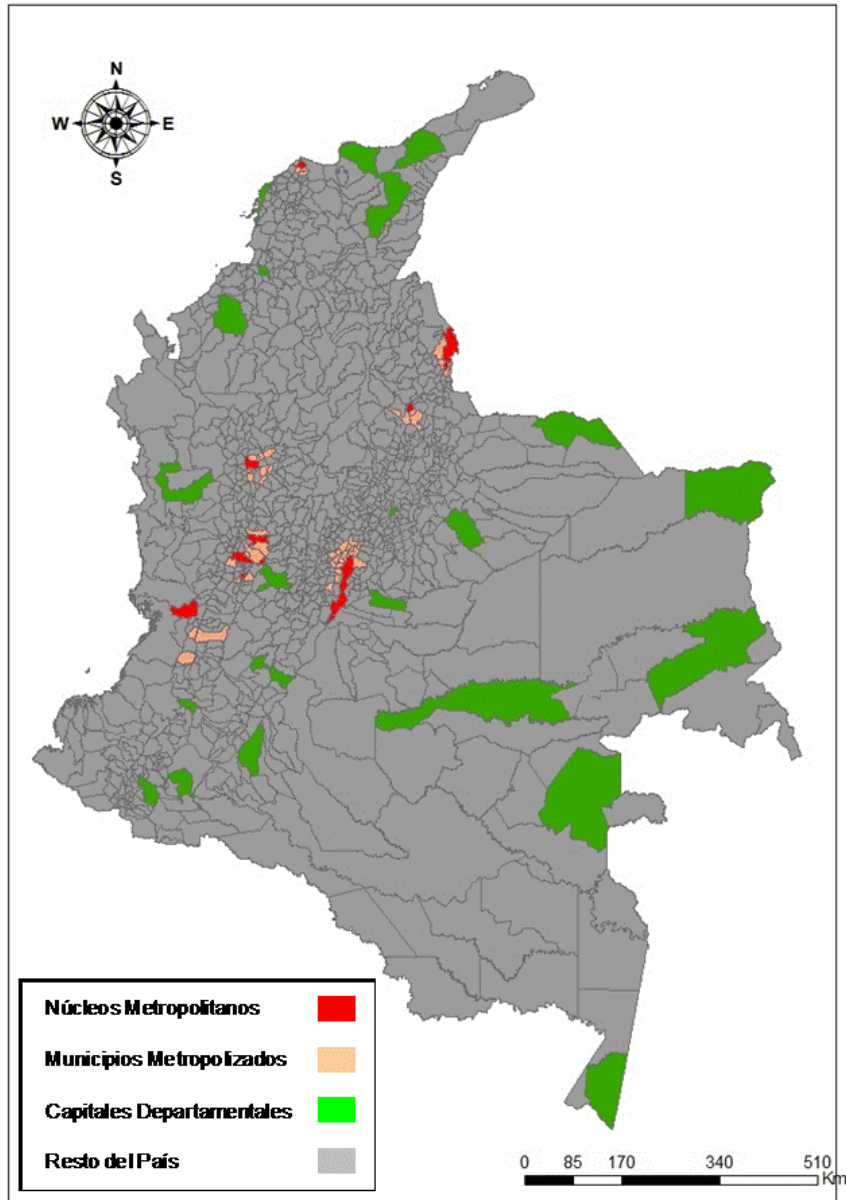 N
W E
S
Núcleos Metropolitanos
Municipios Metropolizados
Capitales Departamentales
Resto del País
0 85 170 340 510
Km